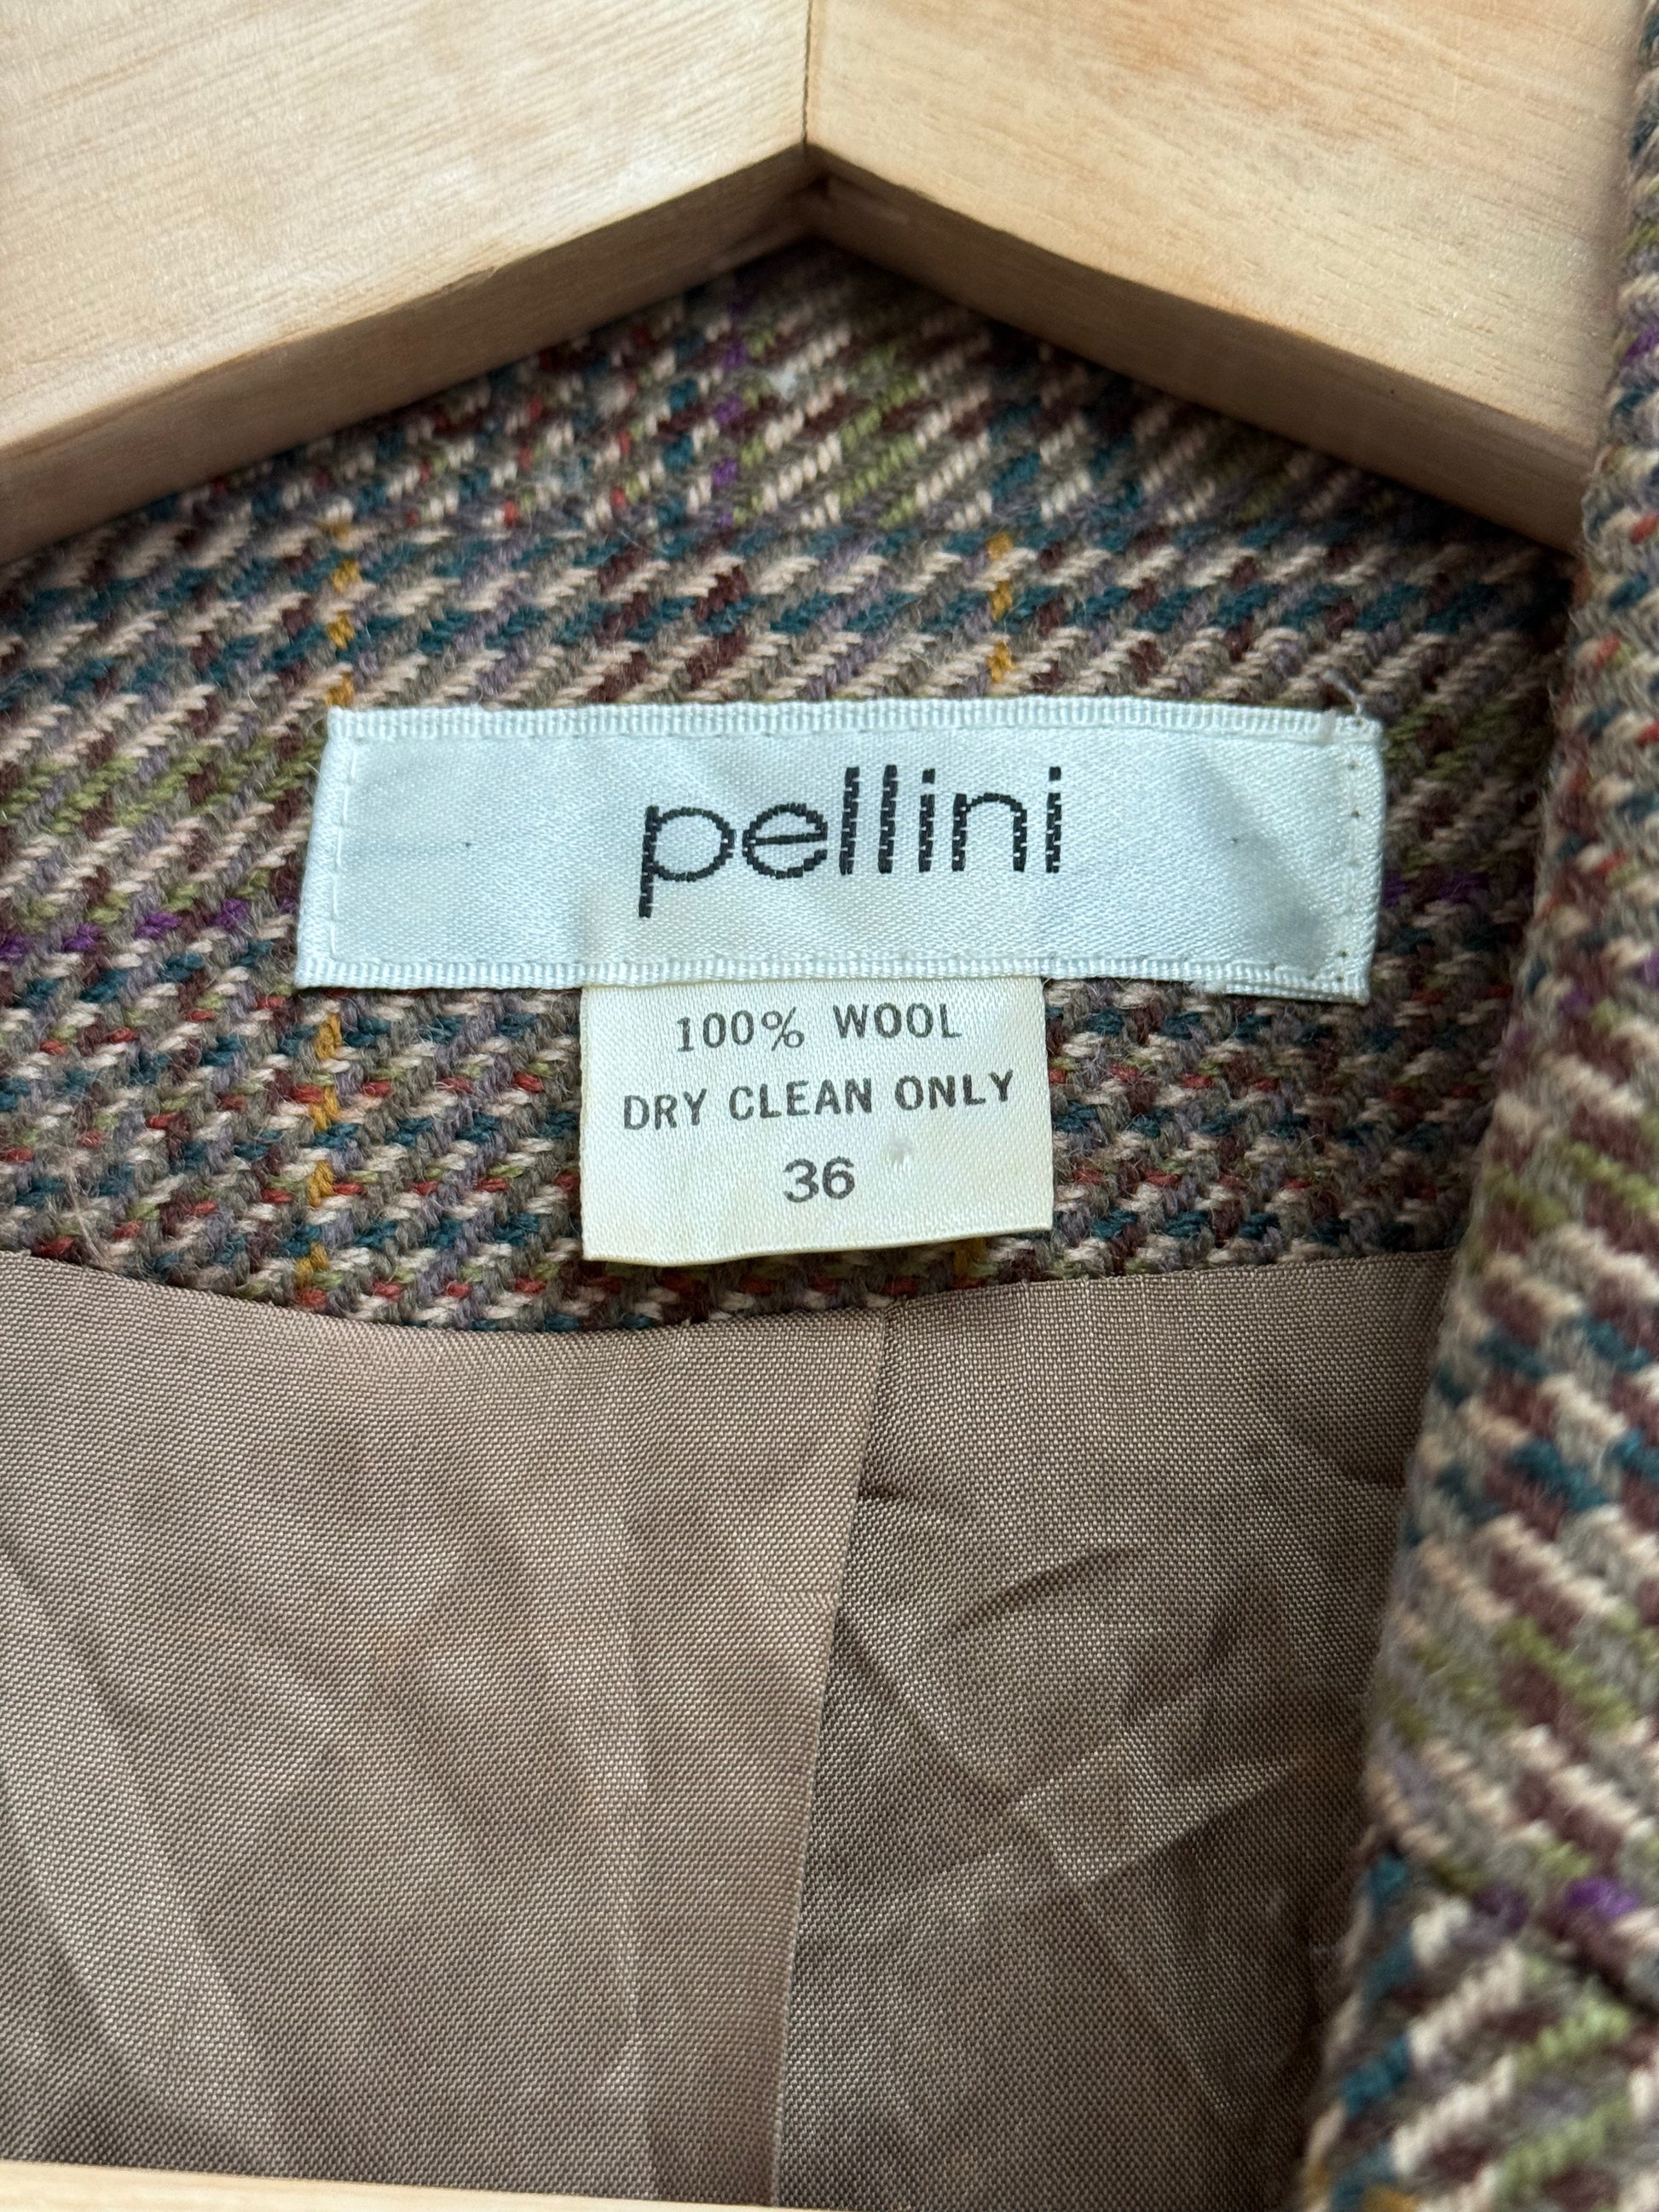 pellini
100% WOOL
DRY CLEAN ONLY
36